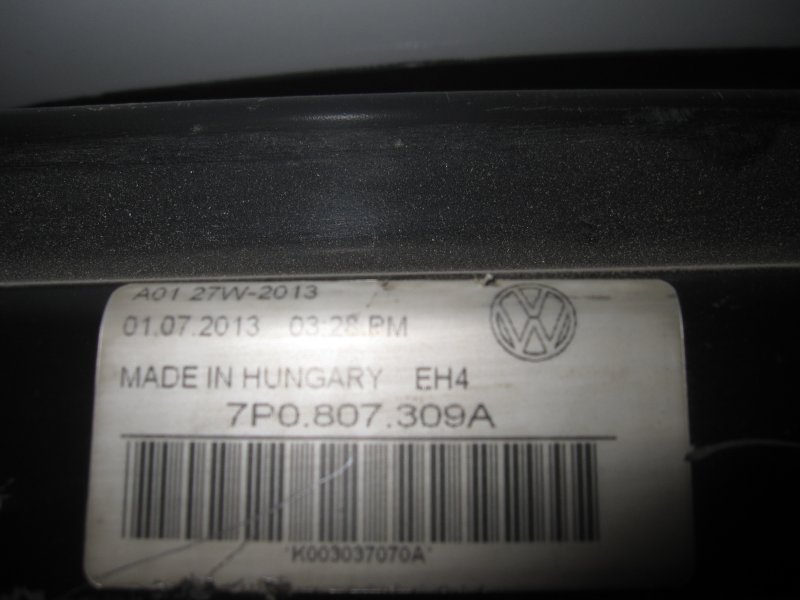 A01 27W-2013
01.07.2013 03:28 PM
MADE IN HUNGARY EH4
7P0.807.309A
*K003037070A*